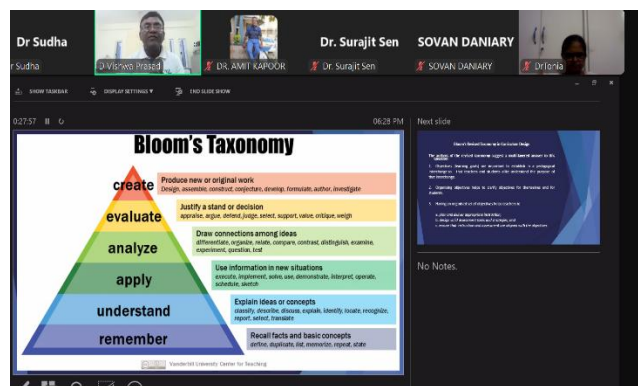 Dr Sudha
Dr. Surajit Sen
SOVAN DANIARY
r Sudha
D Vishwa Prasad
DR. AMIT KAPOOR
Dr. Surajit Sen
SOVAN DANIARY
Dr Ionia
SHOW TASKBAR
DISPLAY SETTINGS ▼
END SLIDE SHOW
0:27:57
06:28 PM
Next slide
Bloom's Taxonomy
create
Produce new or original work
Design, assemble, construct, conjecture, develop, formulate, author, investigate
evaluate
Justify a stand or decision
appraise, argue, defend, judge, select, support, value, critique, weigh
analyze
Draw connections among ideas
differentiate, organize, relate, compare, contrast, distinguish, examine,
experiment, question, test
apply
Use information in new situations
execute, implement, solve, use, demonstrate, interpret, operate,
schedule, sketch
understand
Explain ideas or concepts
classify, describe, discuss, explain, identify, locate, recognize,
report, select, translate
remember
Recall facts and basic concepts
define, duplicate, list, memorize, repeat, state
Vanderbilt University Center for Teaching
No Notes.